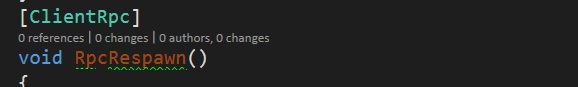 [ClientRpc]
0 references | 0 changes | 0 authors, 0 changes
void RpcRespawn()
{